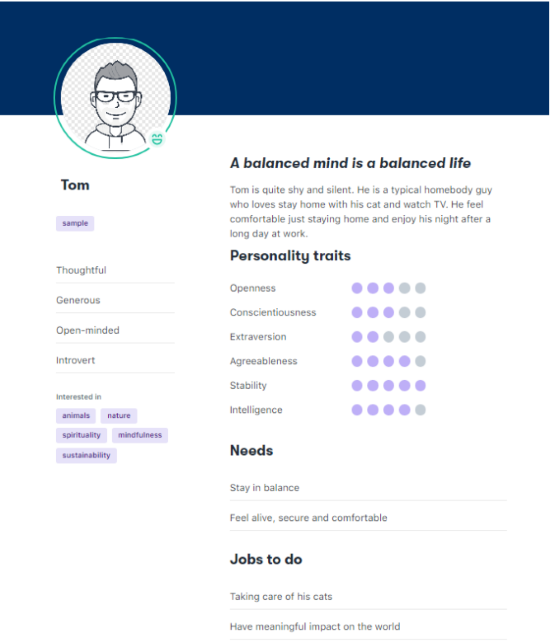 Tom
sample
Thoughtful
Generous
Open-minded
Introvert
Interested in
animals nature
spirituality mindfulness
sustainability
A balanced mind is a balanced life
Tom is quite shy and silent. He is a typical homebody guy
who loves stay home with his cat and watch TV. He feel
comfortable just staying home and enjoy his night after a
long day at work.
Personality traits
Openness
Conscientiousness
Extraversion
Agreeableness
Stability
Intelligence
Needs
Stay in balance
Feel alive, secure and comfortable
Jobs to do
Taking care of his cats
Have meaningful impact on the world